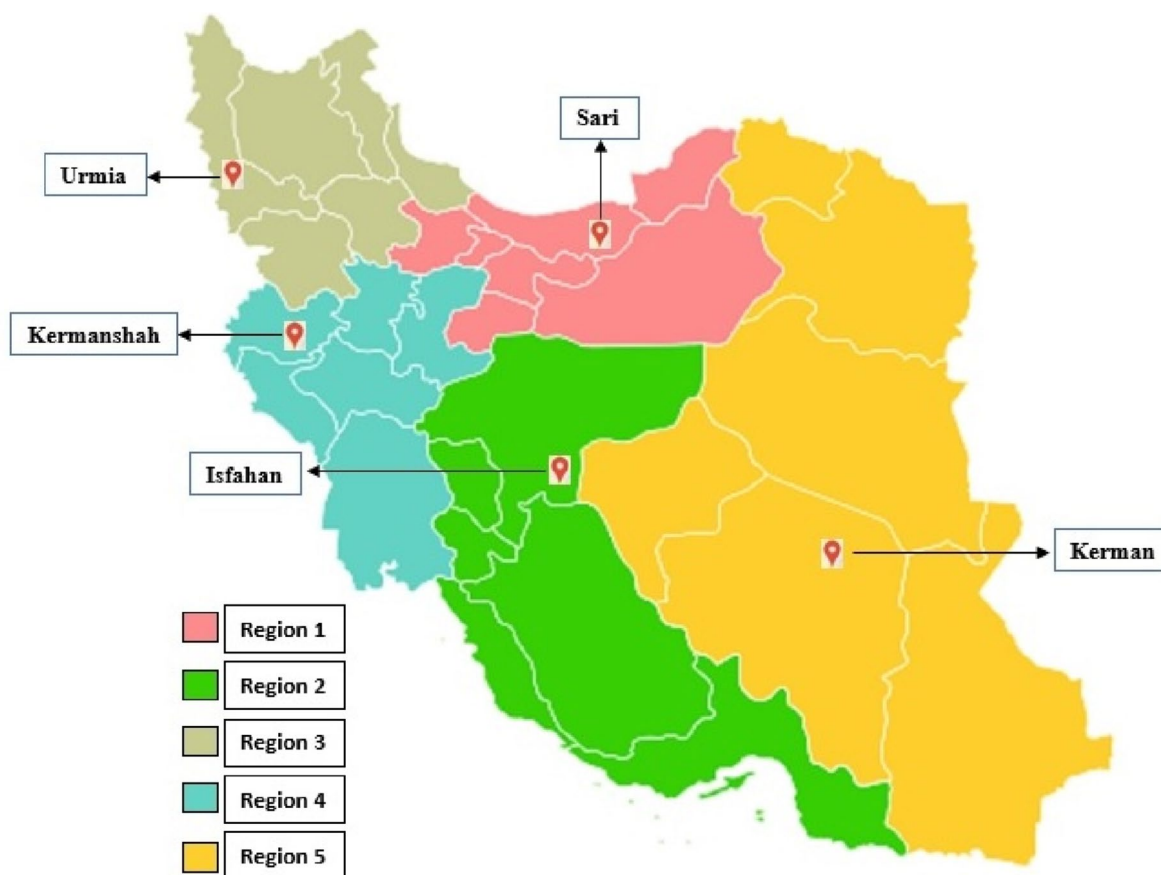 Sari
Urmia
Kermanshah
Isfahan
Kerman
Region 1
Region 2
Region 3
Region 4
Region 5